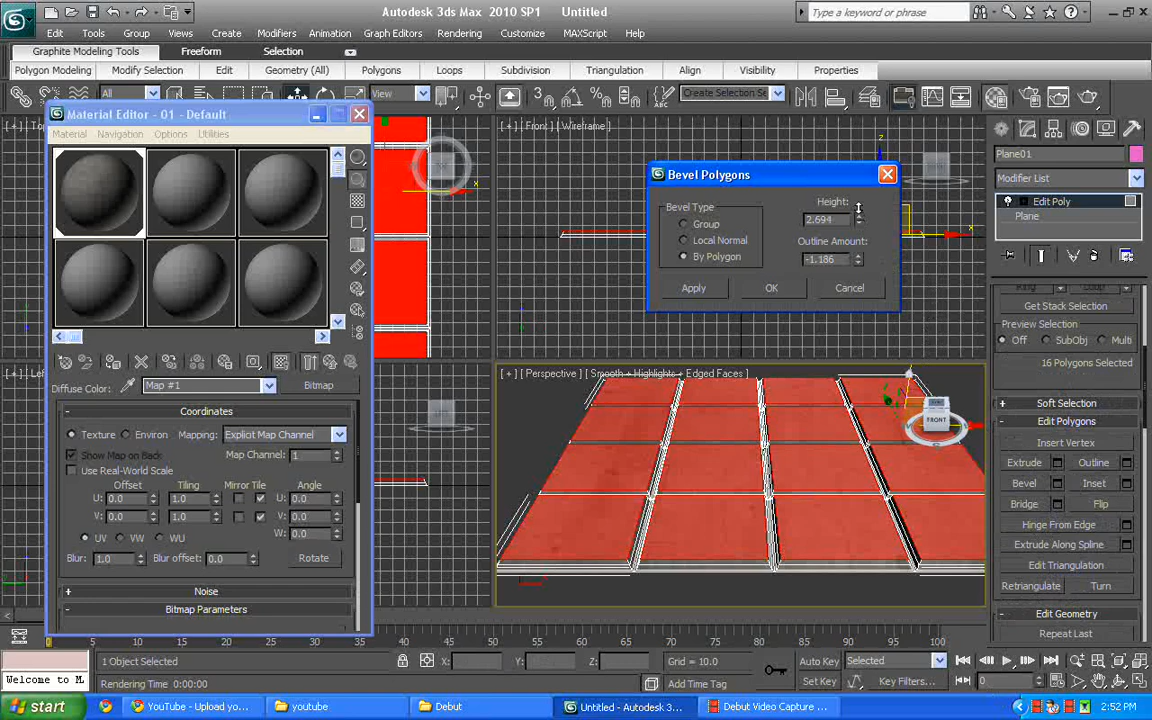 Autodesk 3ds Max 2010 SP1 Untitled
Type a keyword or phrase
Edit Tools Group Views Create Modifiers Animation Graph Editors Rendering Customize MAXScript Help
Graphite Modeling Tools Freeform Selection
Polygon Modeling Modify Selection Edit Geometry (All) Polygons Loops Subdivision Triangulation Align Visibility Properties
All View Create Selection Se
Material Editor - 01 - Default
Material Navigation Options Utilities
Diffuse Color: Map #1 Bitmap
Coordinates
Texture Environ Mapping: Explicit Map Channel
Show Map on Back Map Channel: 1
Use Real-World Scale
Offset Tiling Mirror Tile Angle
U: 0.0 1.0 U: 0.0
V: 0.0 1.0 V: 0.0
UV VW WU W: 0.0
Blur: 1.0 Blur offset: 0.0 Rotate
Noise
Bitmap Parameters
[ + ] Front [ Wireframe ]
z
x
x
Bevel Polygons
Bevel Type
Group
Local Normal
By Polygon
Height:
2.694
Outline Amount:
-1.186
Apply OK Cancel
[ + ] Perspective [ Smooth + Highlights + Edged Faces ]
FRONT
Plane01
Modifier List
Edit Poly
Plane
Get Stack Selection
Preview Selection
Off SubObj Multi
16 Polygons Selected
Soft Selection
Edit Polygons
Insert Vertex
Extrude Outline
Bevel Inset
Bridge Flip
Hinge From Edge
Extrude Along Spline
Edit Triangulation
Retriangulate Turn
Edit Geometry
Repeat Last
5 10 15 20 25 30 35 40 45 50 55 60 65 70 75 80 85 90 95 100
1 Object Selected X: Y: Z: Grid = 10.0 Auto Key Selected
Welcome to M. Rendering Time 0:00:00 Add Time Tag Set Key Key Filters... 0
start YouTube - Upload yo... youtube Debut Untitled - Autodesk 3... Debut Video Capture ... 2:52 PM